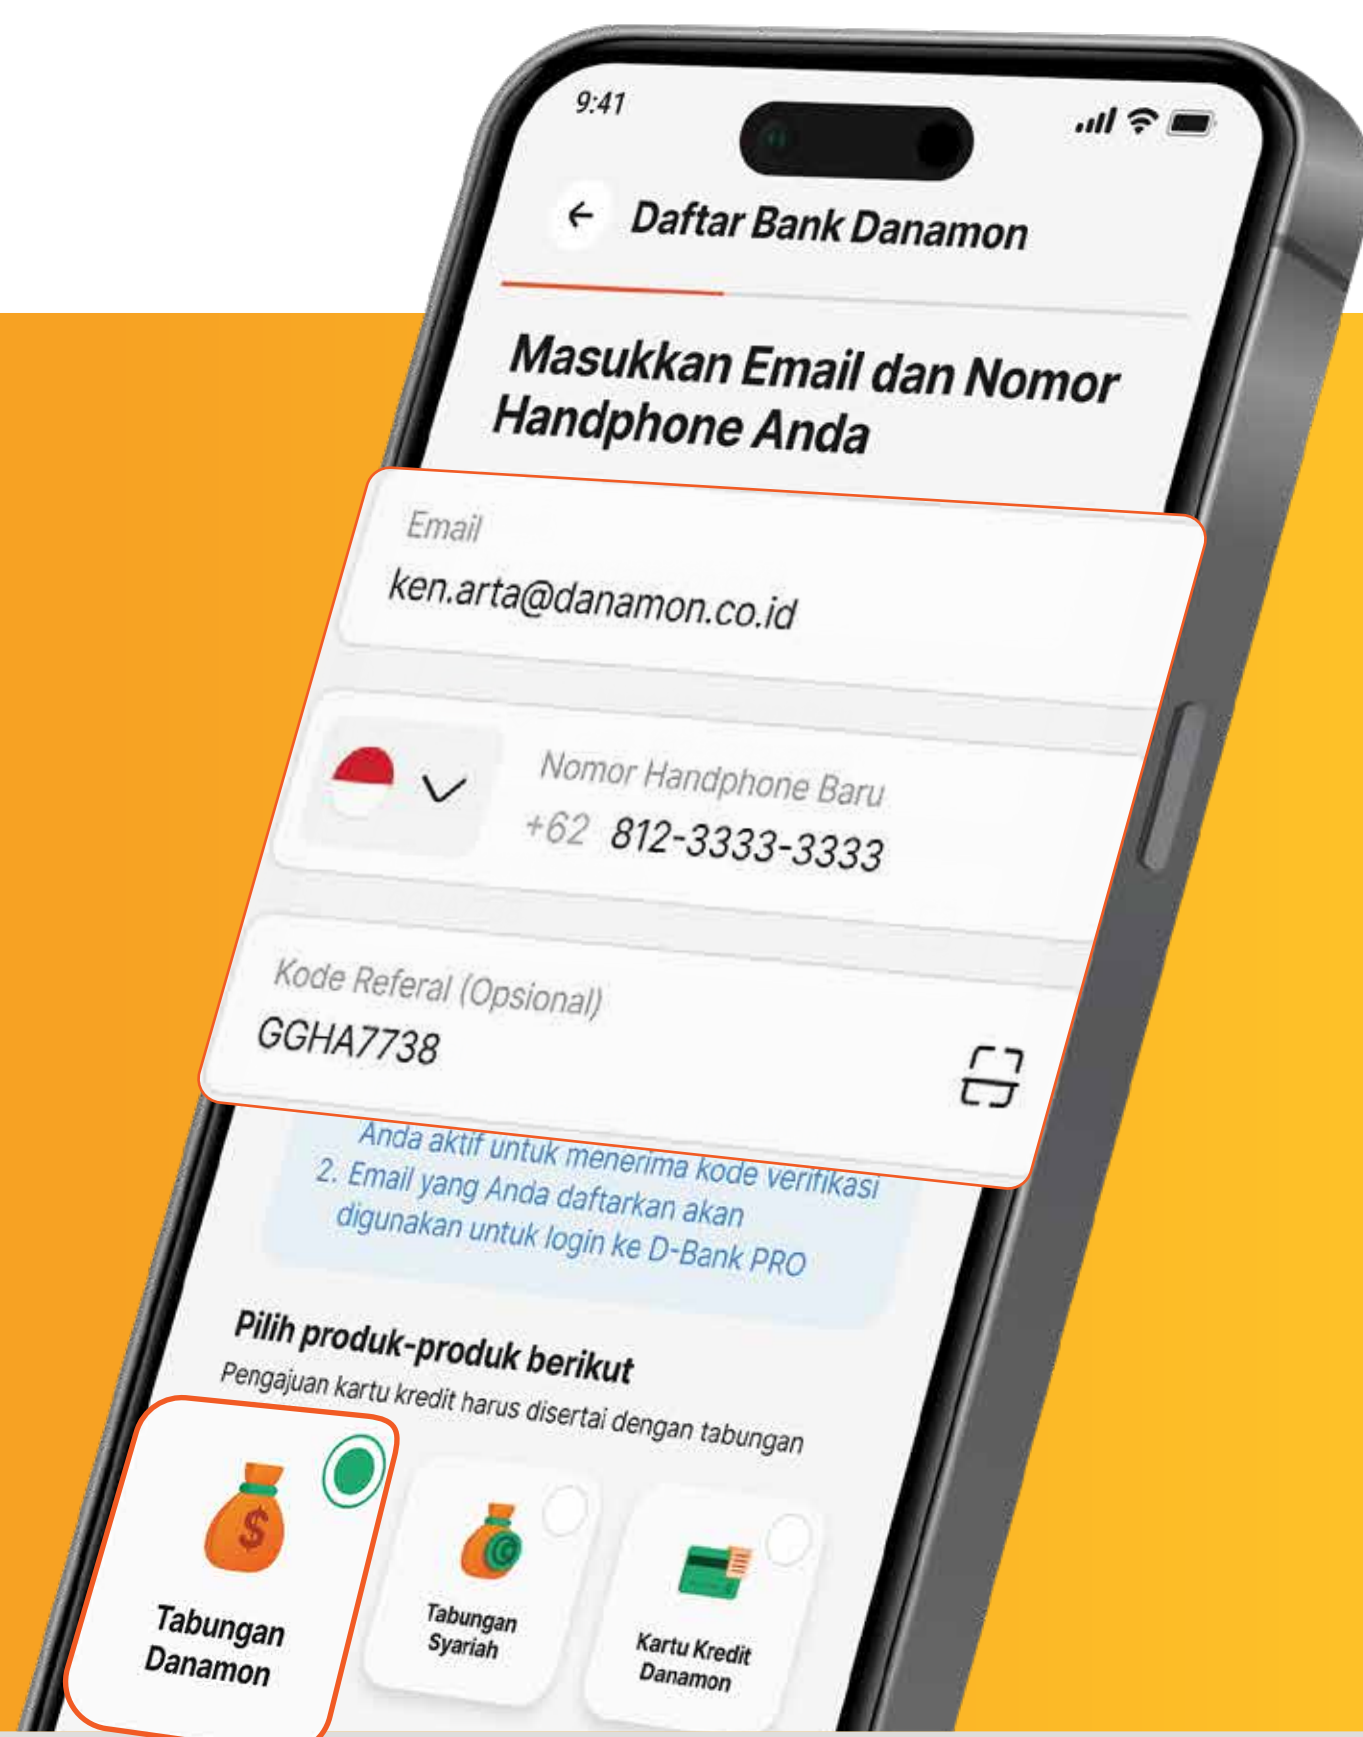 9:41
Daftar Bank Danamon
Masukkan Email dan Nomor
Handphone Anda
Email
ken.arta@danamon.co.id
Nomor Handphone Baru
+62 812-3333-3333
Kode Referal (Opsional)
GGHA7738
Anda aktif untuk menerima kode verifikasi
2. Email yang Anda daftarkan akan
digunakan untuk login ke D-Bank PRO
Pilih produk-produk berikut
Pengajuan kartu kredit harus disertai dengan tabungan
$
Tabungan
Danamon
Tabungan
Syariah
Kartu Kredit
Danamon